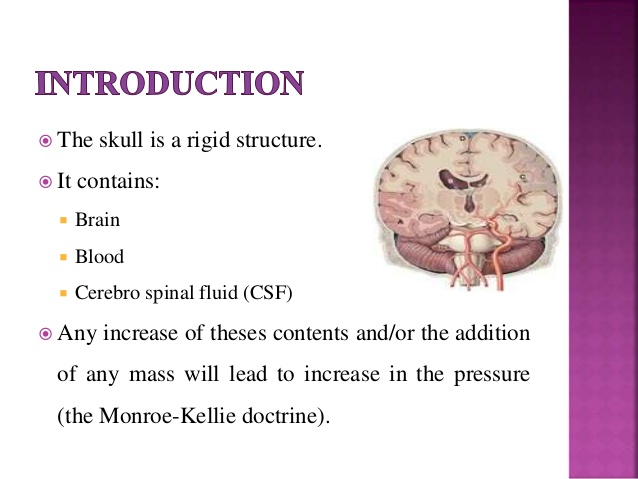 INTRODUCTION
The skull is a rigid structure.
It contains:
Brain
Blood
Cerebro spinal fluid (CSF)
Any increase of theses contents and/or the addition
of any mass will lead to increase in the pressure
(the Monroe-Kellie doctrine).